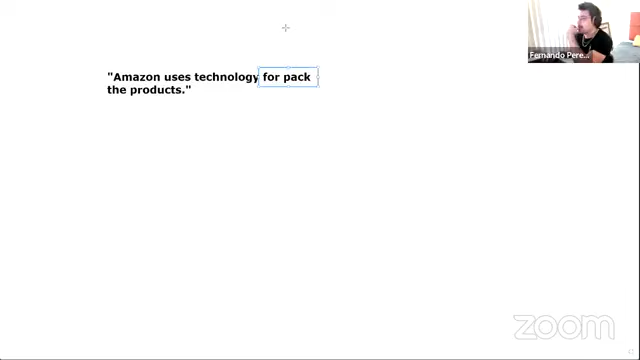 "Amazon uses technology for pack
the products."
Fernando Pere...
zoom